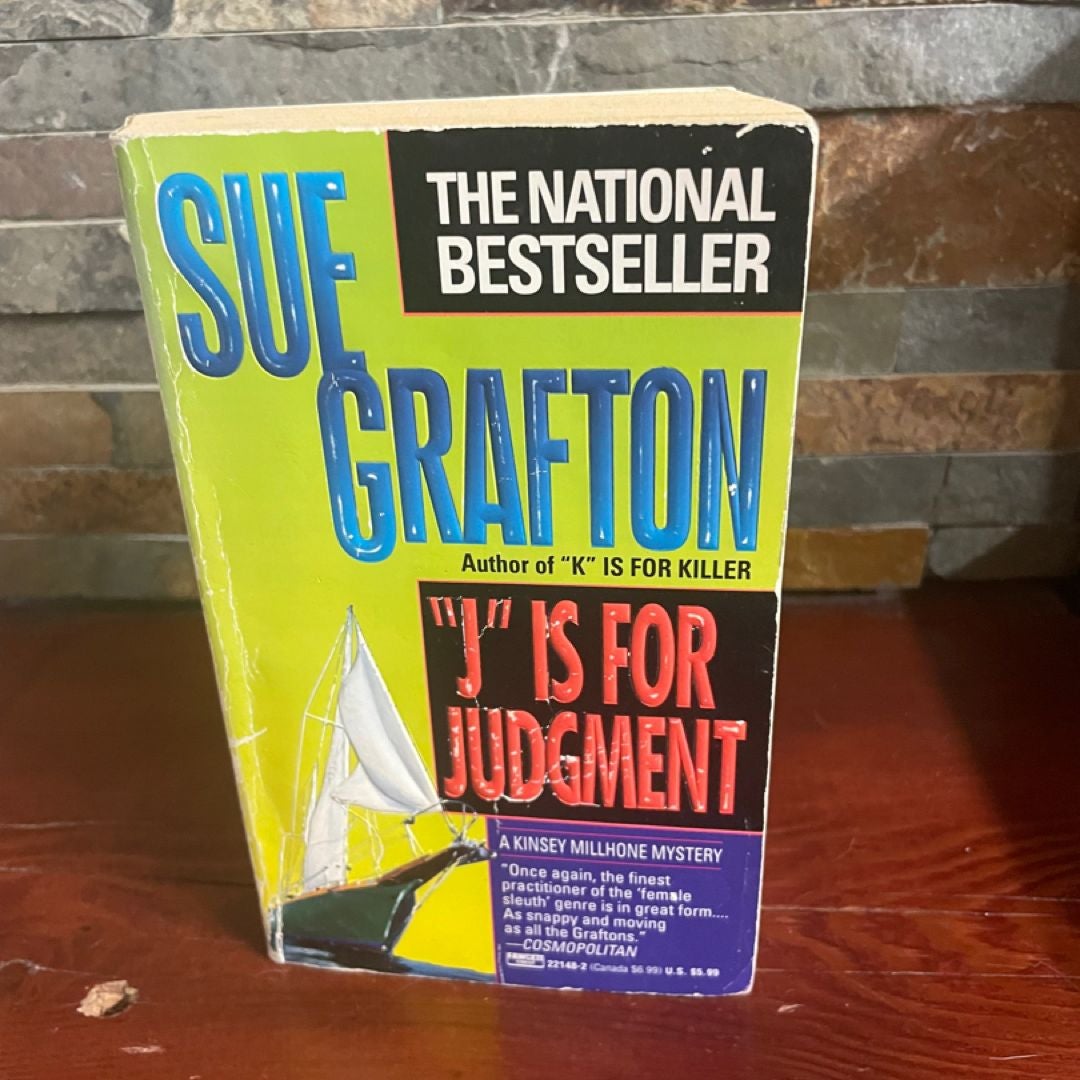 SUE
GRAFTON
THE NATIONAL
BESTSELLER
Author of "K" IS FOR KILLER
"J" IS FOR
JUDGMENT
A KINSEY MILLHONE MYSTERY
"Once again, the finest
practitioner of the 'female
sleuth' genre is in great form....
As snappy and moving
as all the Graftons."
—COSMOPOLITAN
FAWCETT
22148-2 (Canada $6.99) U.S. $5.99